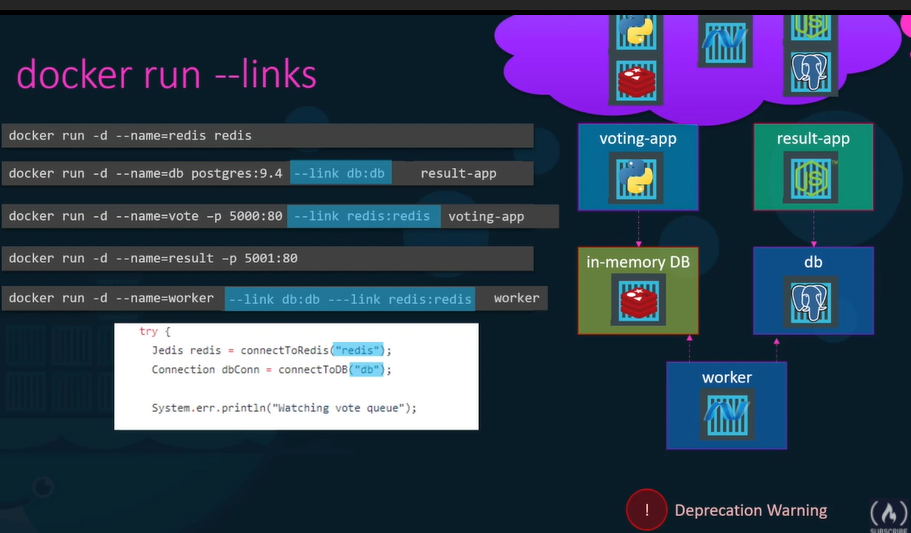 docker run --links
docker run -d --name=redis redis
docker run -d --name=db postgres:9.4 --link db:db result-app
docker run -d --name=vote -p 5000:80 --link redis:redis voting-app
docker run -d --name=result -p 5001:80
docker run -d --name=worker --link db:db ---link redis:redis worker
try {
Jedis redis = connectToRedis("redis");
Connection dbConn = connectToDB("db");
System.err.println("Watching vote queue");
voting-app
result-app
in-memory DB
db
worker
! Deprecation Warning
SUBSCRIBE